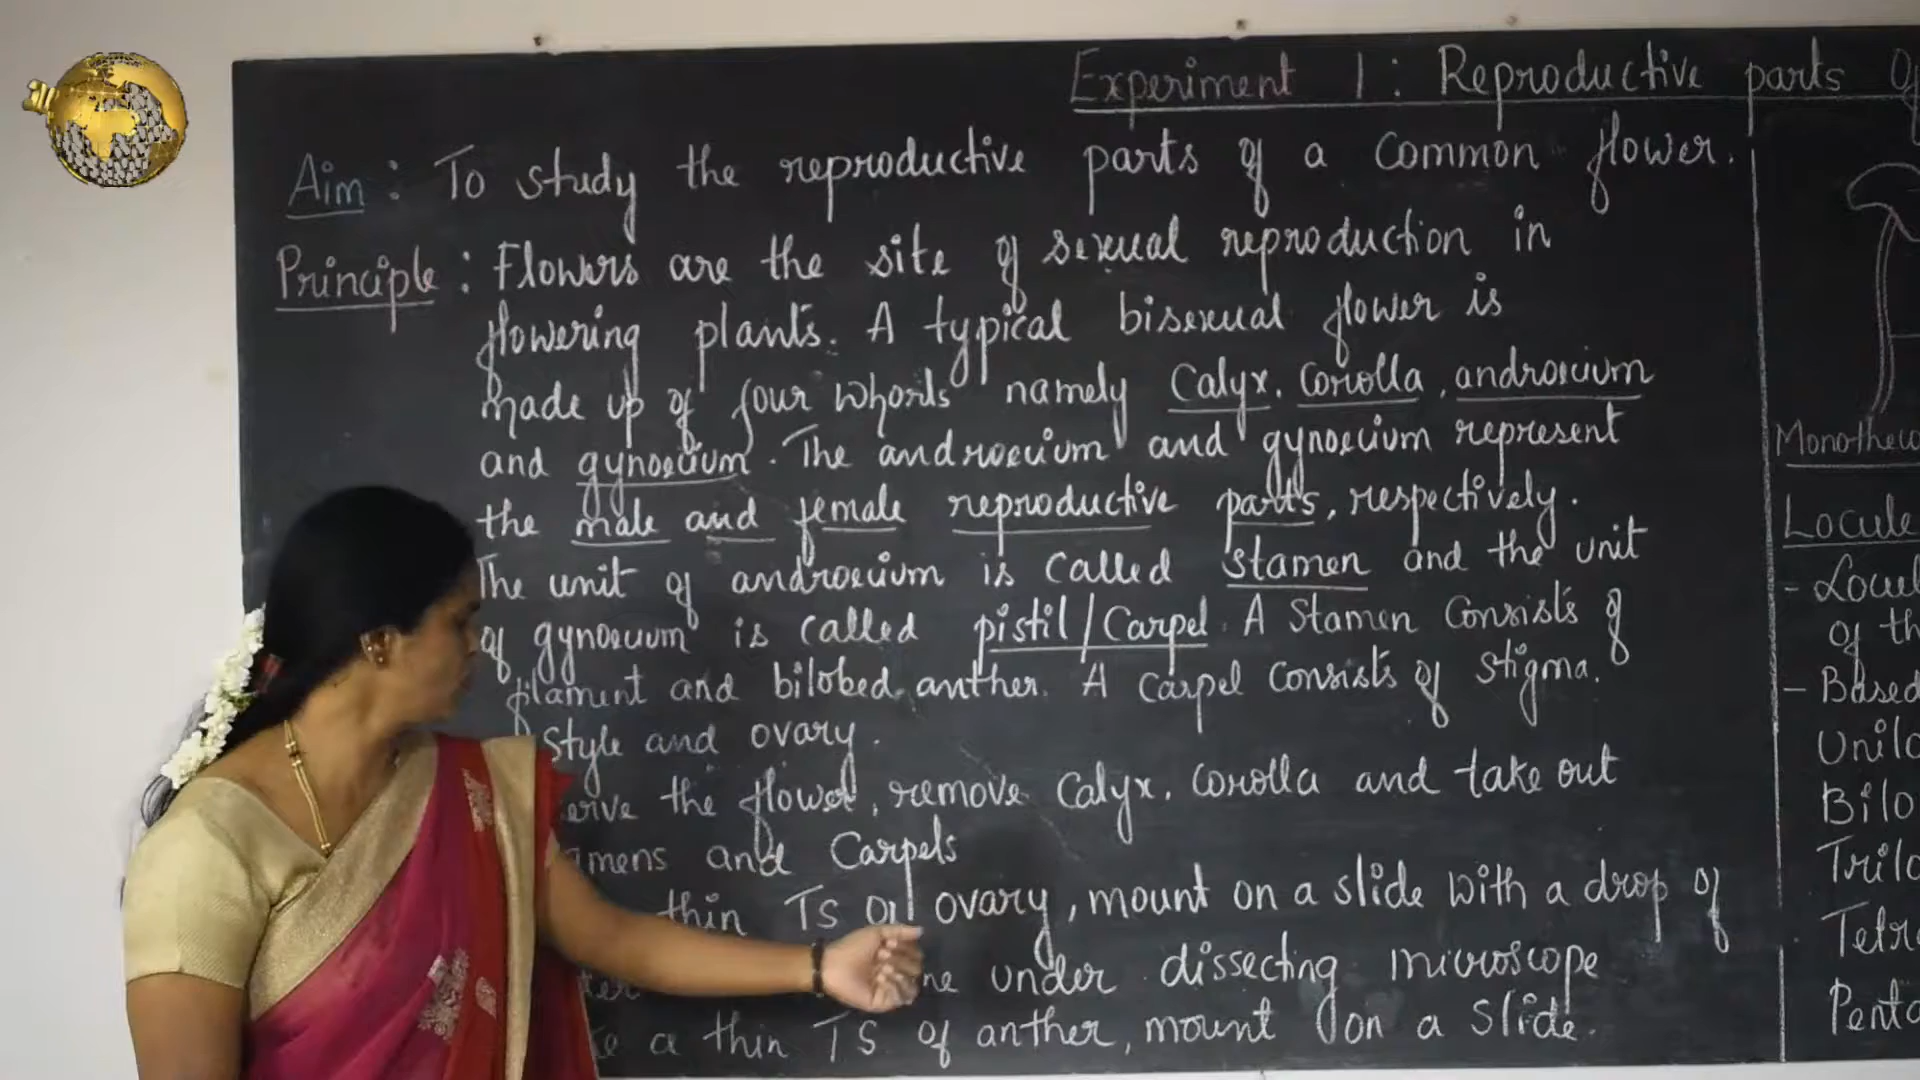 Experiment 1: Reproductive parts
Aim: To study the reproductive parts of a common flower.
Principle: Flowers are the site of sexual reproduction in
flowering plants. A typical bisexual flower is
made up of four whorls namely Calyx, Corolla, androecium
and gynoecium. The androecium and gynoecium represent
the male and female reproductive parts, respectively.
The unit of androecium is called stamen and the unit
of gynoecium is called pistil/Carpel. A Stamen Consists of
filament and bilobed anther. A Carpel Consists of Stigma.
Style and ovary.
the flower, remove Calyx, Corolla and take out
and Carpels
thin TS of ovary, mount on a slide with a drop of
under dissecting microscope
a thin TS of anther, mount on a slide.
Locule
-
of
- Based